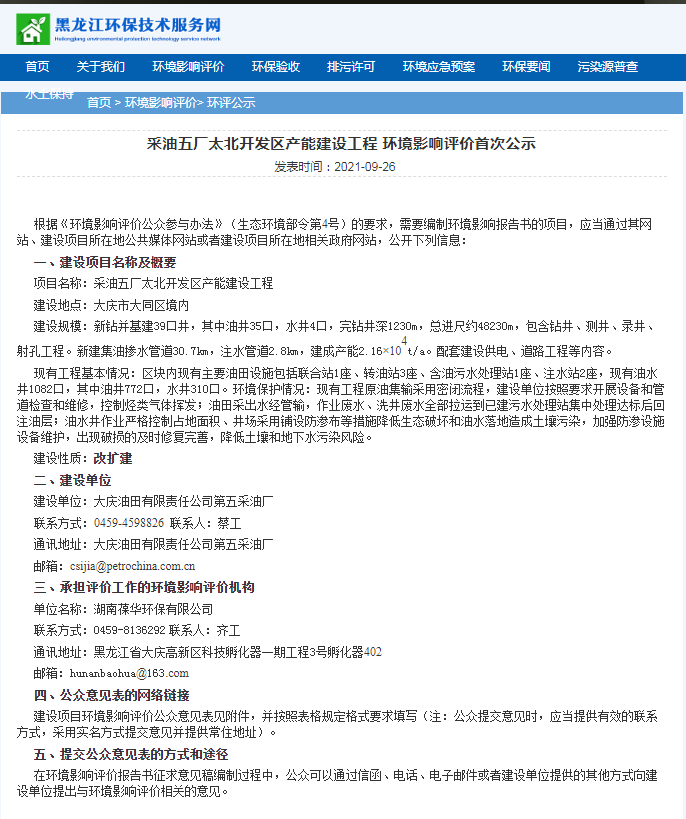 黑龙江环保技术服务网
Heilongjiang environmental protection technology service network
首页 关于我们 环境影响评价 环保验收 排污许可 环境应急预案 环保要闻 污染源普查
水土保持
首页 > 环境影响评价> 环评公示
采油五厂太北开发区产能建设工程 环境影响评价首次公示
发表时间：2021-09-26
根据《环境影响评价公众参与办法》（生态环境部令第4号）的要求，需要编制环境影响报告书的项目，应当通过其网
站、建设项目所在地公共媒体网站或者建设项目所在地相关政府网站，公开下列信息：
一、建设项目名称及概要
项目名称：采油五厂太北开发区产能建设工程
建设地点：大庆市大同区境内
建设规模：新钻井基建39口井，其中油井35口，水井4口，完钻井深1230m，总进尺约48230m，包含钻井、测井、录井、
射孔工程。新建集油掺水管道30.7km，注水管道2.8km，建成产能2.16×10⁴t/a。配套建设供电、道路工程等内容。
现有工程基本情况：区块内现有主要油田设施包括联合站1座、转油站3座、含油污水处理站1座、注水站2座，现有油水
井1082口，其中油井772口，水井310口。环境保护情况：现有工程原油集输采用密闭流程，建设单位按照要求开展设备和管
道检查和维修，控制烃类气体挥发；油田采出水经管输，作业废水、洗井废水全部拉运到已建污水处理站集中处理达标后回
注油层；油水井作业严格控制占地面积、井场采用铺设防渗布等措施降低生态破坏和油水落地造成土壤污染，加强防渗设施
设备维护，出现破损的及时修复完善，降低土壤和地下水污染风险。
建设性质：改扩建
二、建设单位
建设单位：大庆油田有限责任公司第五采油厂
联系方式：0459-4598826 联系人：蔡工
通讯地址：大庆油田有限责任公司第五采油厂
邮箱：csijia@petrochina.com.cn
三、承担评价工作的环境影响评价机构
单位名称：湖南葆华环保有限公司
联系方式：0459-8136292 联系人：齐工
通讯地址：黑龙江省大庆高新区科技孵化器一期工程3号孵化器402
邮箱：hunanbaohua@163.com
四、公众意见表的网络链接
建设项目环境影响评价公众意见表见附件，并按照表格规定格式要求填写（注：公众提交意见时，应当提供有效的联系
方式，采用实名方式提交意见并提供常住地址）。
五、提交公众意见表的方式和途径
在环境影响评价报告书征求意见稿编制过程中，公众可以通过信函、电话、电子邮件或者建设单位提供的其他方式向建
设单位提出与环境影响评价相关的意见。